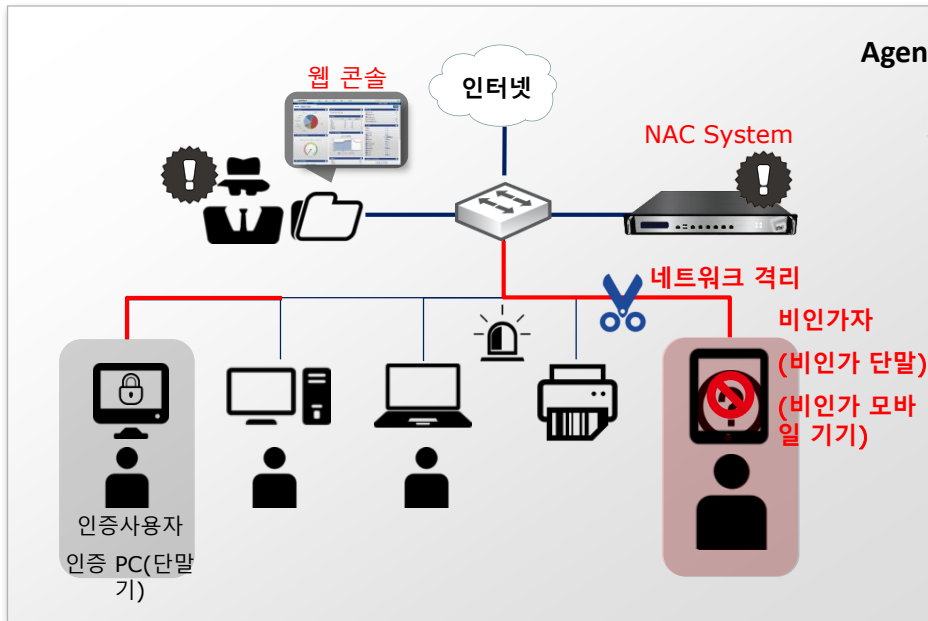 Agen
웹 콘솔
인터넷
NAC System
네트워크 격리
비인가자
(비인가 단말)
(비인가 모바
일 기기)
인증사용자
인증 PC(단말
기)